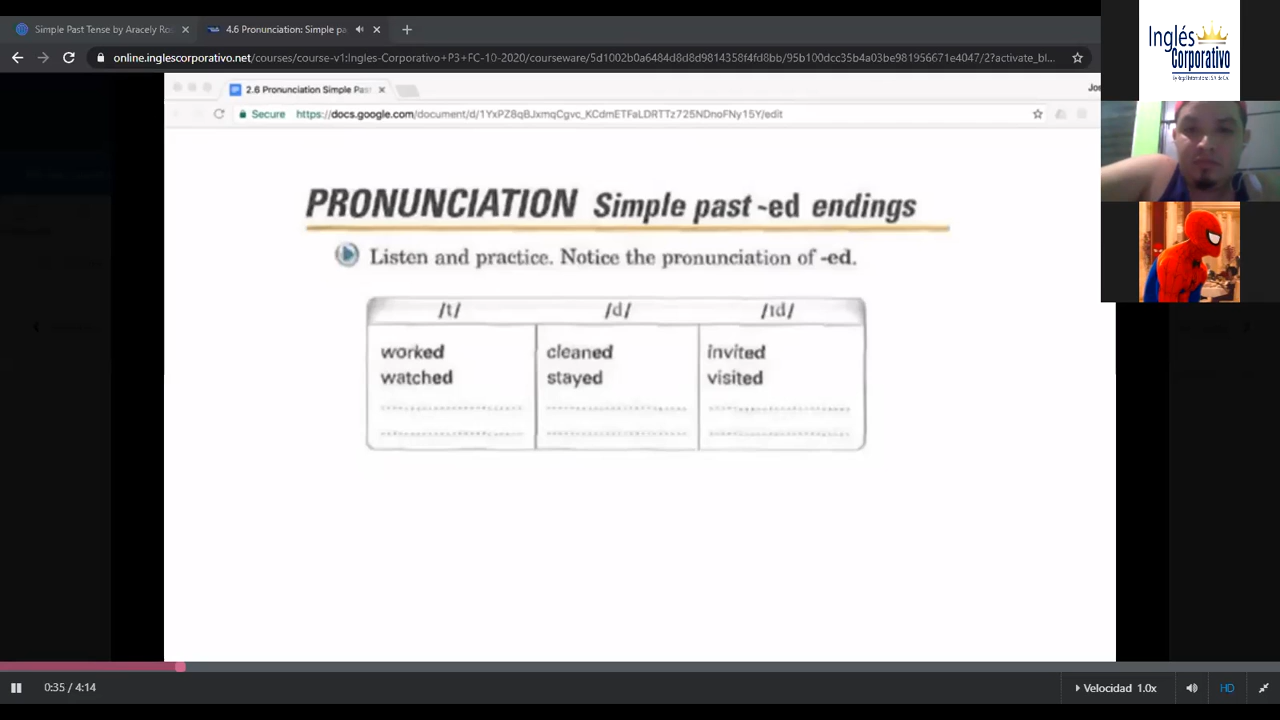 Simple Past Tense by Aracely Ros
4.6 Pronunciation: Simple pa
online.inglescorporativo.net/courses/course-v1:Ingles-Corporativo+P3+FC-10-2020/courseware/5d1002b0a6484d8d8d9814358f4fd8bb/95b100dcc35b4a03be981956671e4047/2?activate_bl...
Inglés
Corporativo
2.6 Pronunciation Simple Pas
Secure https://docs.google.com/document/d/1YxPZ8qBJxmqCgvc_KCdmETFaLDRTTz725NDnoFNy15Y/edit
PRONUNCIATION Simple past -ed endings
Listen and practice. Notice the pronunciation of -ed.
/t/ /d/ /ɪd/
worked cleaned invited
watched stayed visited
0:35 / 4:14
Velocidad 1.0x
HD